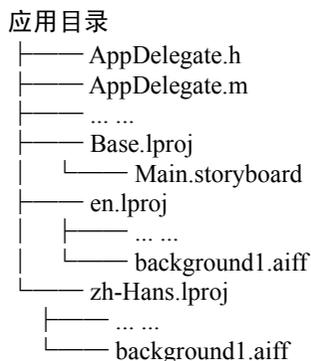 应用目录
├── AppDelegate.h
├── AppDelegate.m
├── ... ...
├── Base.lproj
│   └── Main.storyboard
├── en.lproj
│   ├── ... ...
│   └── background1.aiff
└── zh-Hans.lproj
    ├── ... ...
    └── background1.aiff